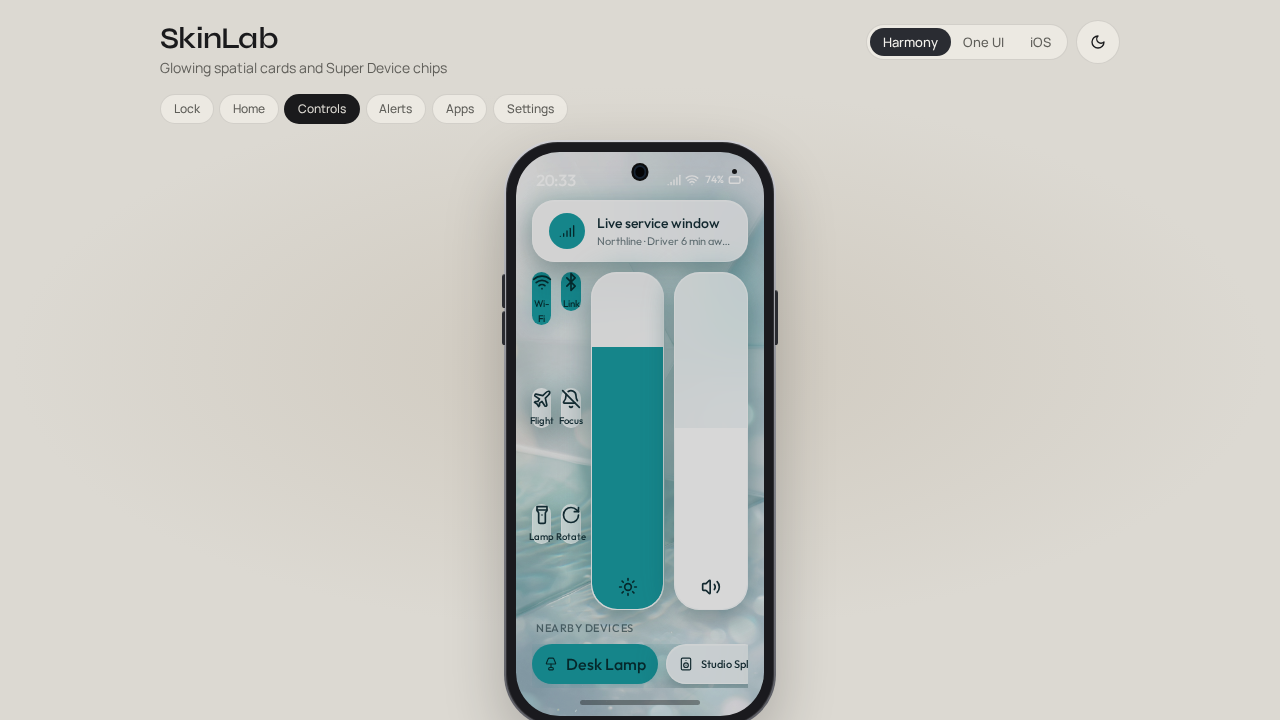 SkinLab
Harmony One UI iOS
Glowing spatial cards and Super Device chips
Lock Home Controls Alerts Apps Settings
20:33 74%
Live service window
Northline · Driver 6 min aw...
Wi-
Fi
Link
Flight Focus
Lamp Rotate
NEARBY DEVICES
Desk Lamp
Studio